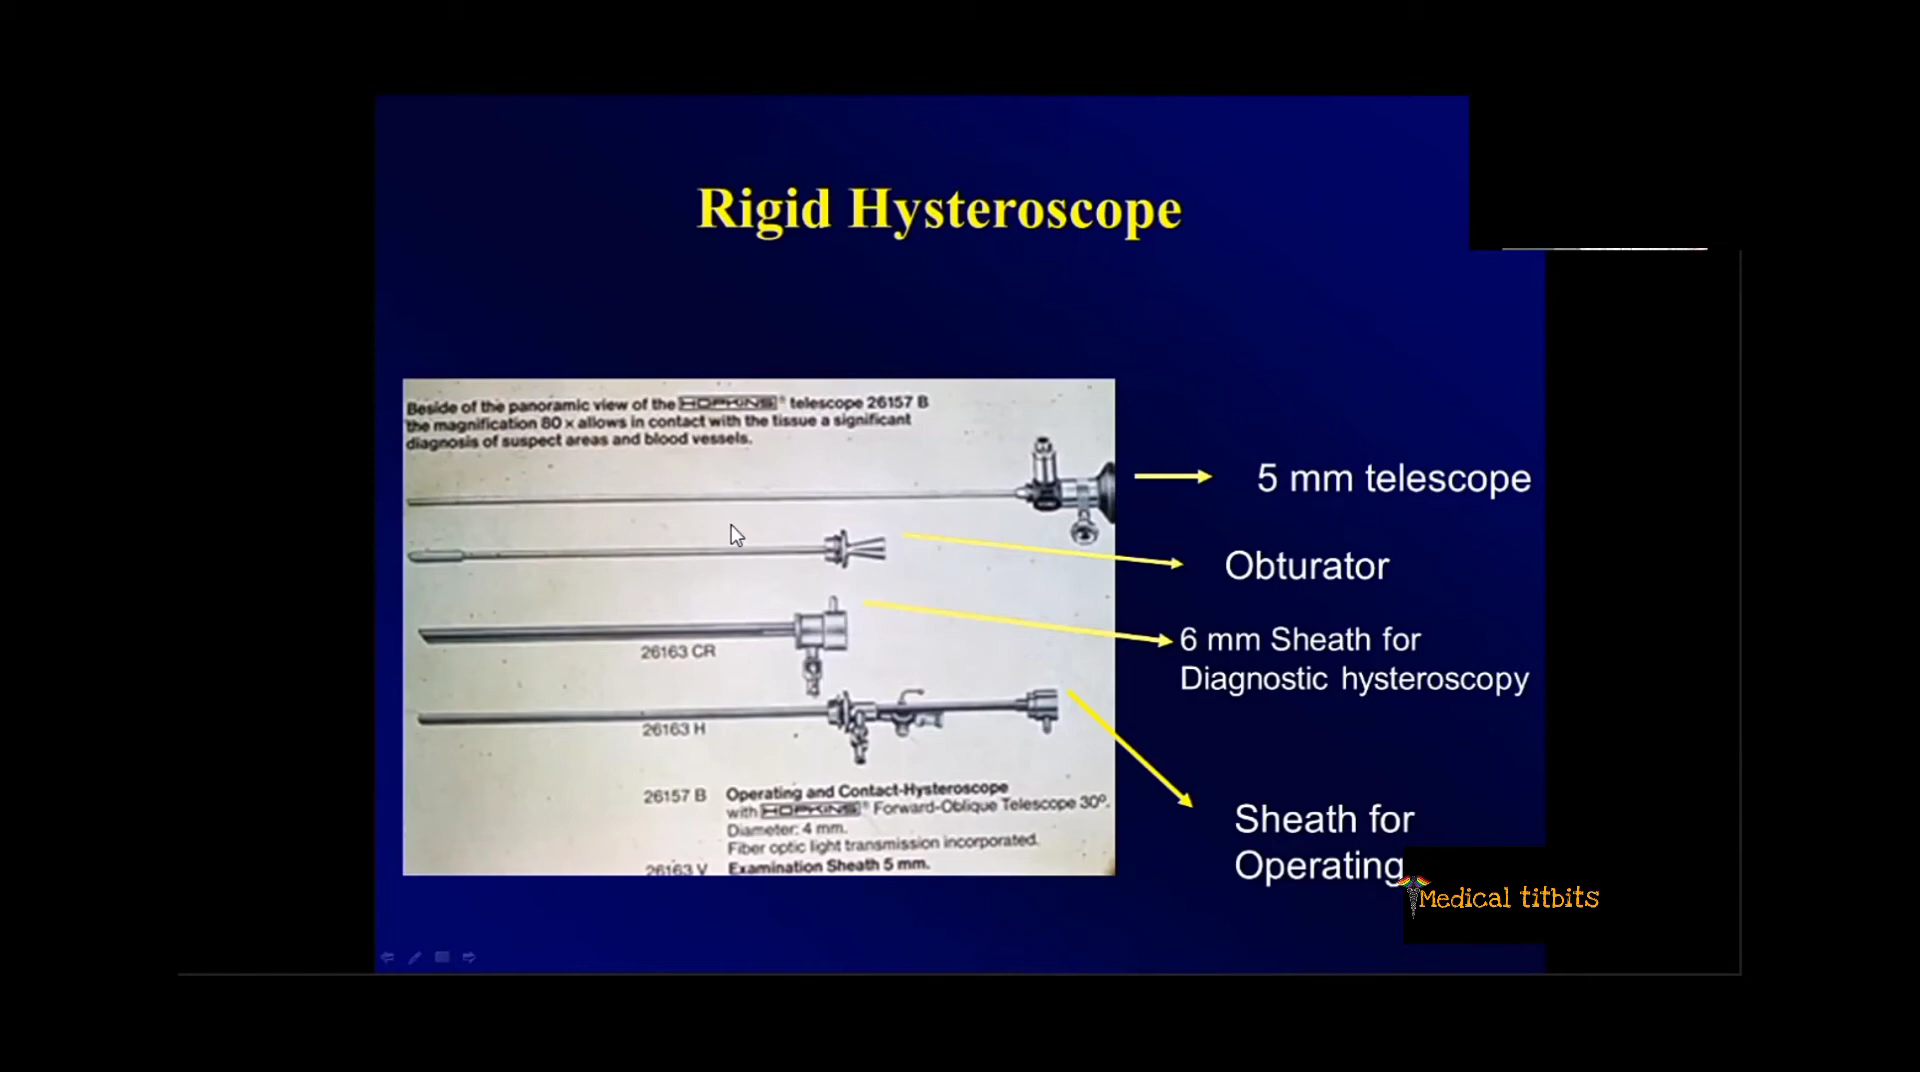 Rigid Hysteroscope
Beside of the panoramic view of the HOPKINS® telescope 26157 B
the magnification 80 x allows in contact with the tissue a significant
diagnosis of suspect areas and blood vessels.
5 mm telescope
Obturator
6 mm Sheath for
Diagnostic hysteroscopy
26163 CR
26163 H
Sheath for
Operating
26157 B Operating and Contact-Hysteroscope
with HOPKINS® Forward-Oblique Telescope 30°.
Diameter: 4 mm.
Fiber optic light transmission incorporated.
26163 V Examination Sheath 5 mm.
Medical titbits